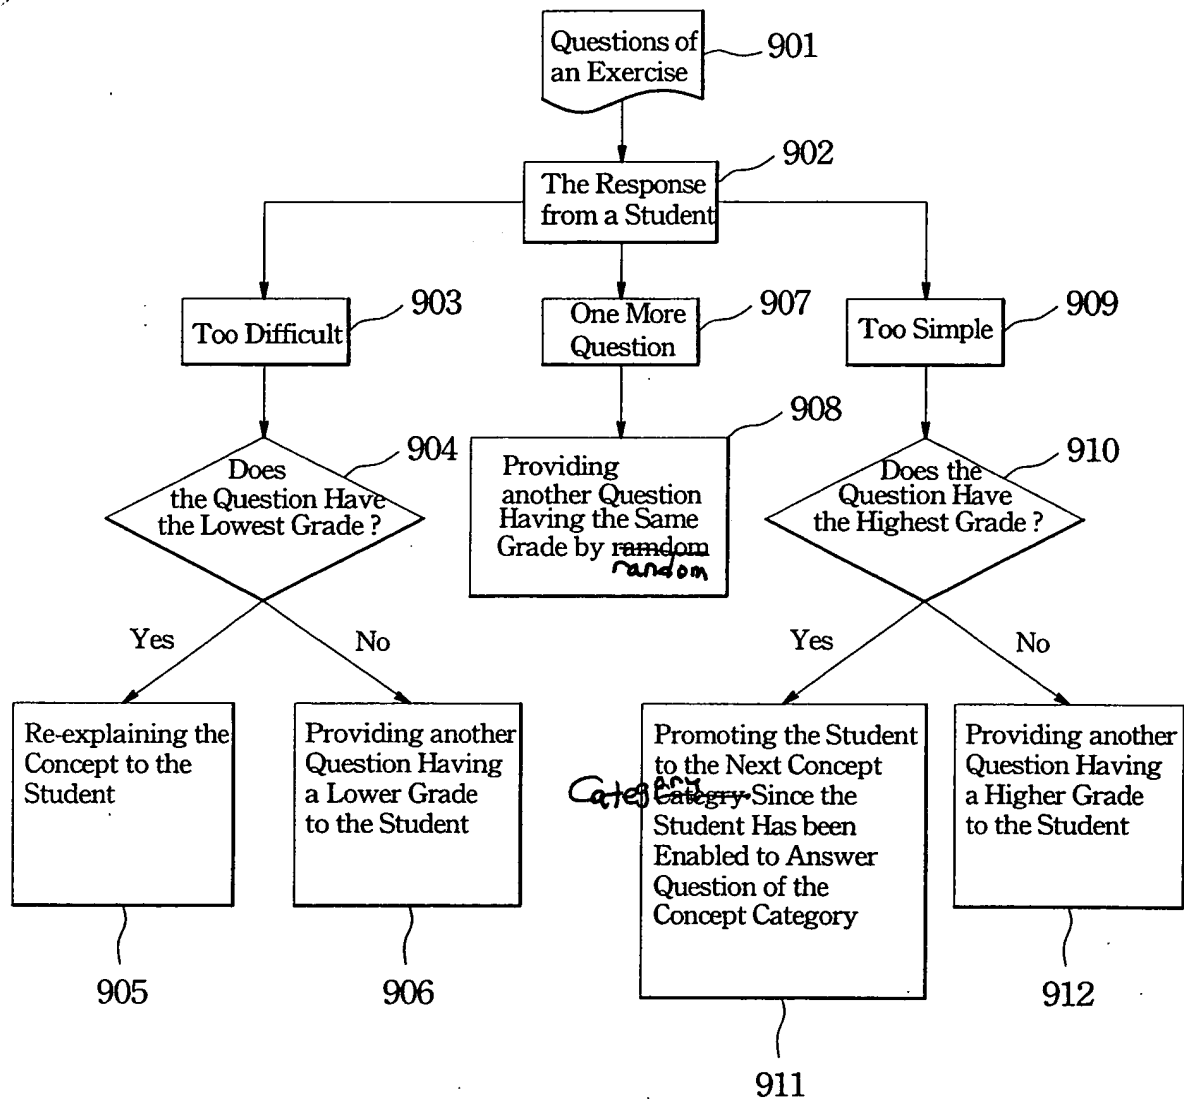 Questions of
an Exercise
901
The Response
from a Student
902
Too Difficult
903
One More
Question
907
Too Simple
909
Does
the Question Have
the Lowest Grade ?
904
Providing
another Question
Having the Same
Grade by ramdom
random
908
Does the
Question Have
the Highest Grade ?
910
Yes
No
Yes
No
Re-explaining the
Concept to the
Student
905
Providing another
Question Having
a Lower Grade
to the Student
906
Promoting the Student
to the Next Concept
Category Categry Since the
Student Has been
Enabled to Answer
Question of the
Concept Category
911
Providing another
Question Having
a Higher Grade
to the Student
912